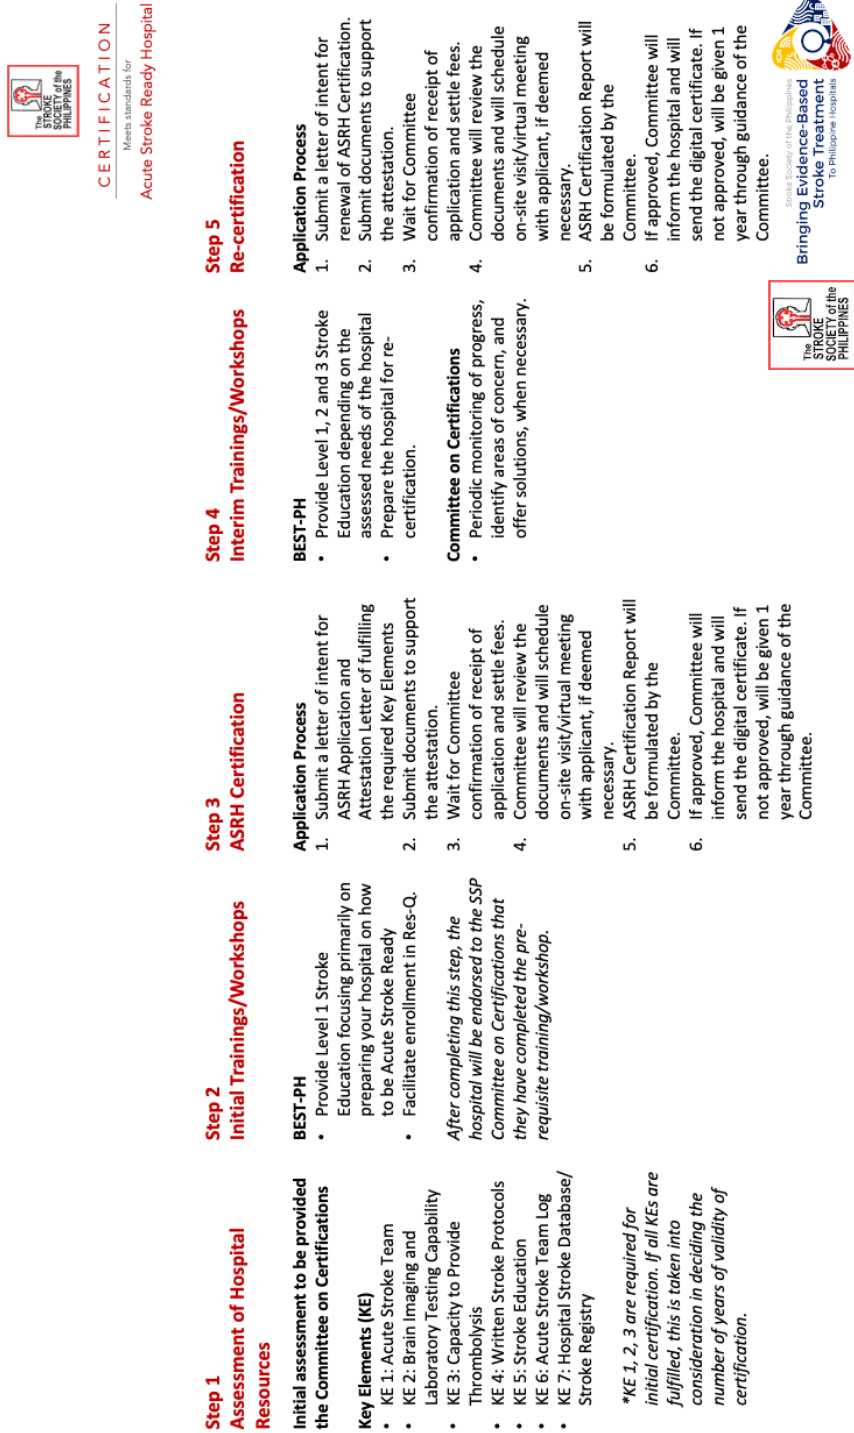 The
STROKE
SOCIETY of the
PHILIPPINES
CERTIFICATION
Meets standards for
Acute Stroke Ready Hospital
Step 1
Assessment of Hospital
Resources
Initial assessment to be provided
the Committee on Certifications
Key Elements (KE)
• KE 1: Acute Stroke Team
• KE 2: Brain Imaging and
Laboratory Testing Capability
• KE 3: Capacity to Provide
Thrombolysis
• KE 4: Written Stroke Protocols
• KE 5: Stroke Education
• KE 6: Acute Stroke Team Log
• KE 7: Hospital Stroke Database/
Stroke Registry
*KE 1, 2, 3 are required for
initial certification. If all KEs are
fulfilled, this is taken into
consideration in deciding the
number of years of validity of
certification.
Step 2
Initial Trainings/Workshops
BEST-PH
• Provide Level 1 Stroke
Education focusing primarily on
preparing your hospital on how
to be Acute Stroke Ready
• Facilitate enrollment in Res-Q.
After completing this step, the
hospital will be endorsed to the SSP
Committee on Certifications that
they have completed the pre-
requisite training/workshop.
Step 3
ASRH Certification
Application Process
1. Submit a letter of intent for
ASRH Application and
Attestation Letter of fulfilling
the required Key Elements
2. Submit documents to support
the attestation.
3. Wait for Committee
confirmation of receipt of
application and settle fees.
4. Committee will review the
documents and will schedule
on-site visit/virtual meeting
with applicant, if deemed
necessary.
5. ASRH Certification Report will
be formulated by the
Committee.
6. If approved, Committee will
inform the hospital and will
send the digital certificate. If
not approved, will be given 1
year through guidance of the
Committee.
Step 4
Interim Trainings/Workshops
BEST-PH
• Provide Level 1, 2 and 3 Stroke
Education depending on the
assessed needs of the hospital
• Prepare the hospital for re-
certification.
Committee on Certifications
• Periodic monitoring of progress,
identify areas of concern, and
offer solutions, when necessary.
Step 5
Re-certification
Application Process
1. Submit a letter of intent for
renewal of ASRH Certification.
2. Submit documents to support
the attestation.
3. Wait for Committee
confirmation of receipt of
application and settle fees.
4. Committee will review the
documents and will schedule
on-site visit/virtual meeting
with applicant, if deemed
necessary.
5. ASRH Certification Report will
be formulated by the
Committee.
6. If approved, Committee will
inform the hospital and will
send the digital certificate. If
not approved, will be given 1
year through guidance of the
Committee.
The
STROKE
SOCIETY of the
PHILIPPINES
Stroke Society of the Philippines
Bringing Evidence-Based
Stroke Treatment
To Philippine Hospitals